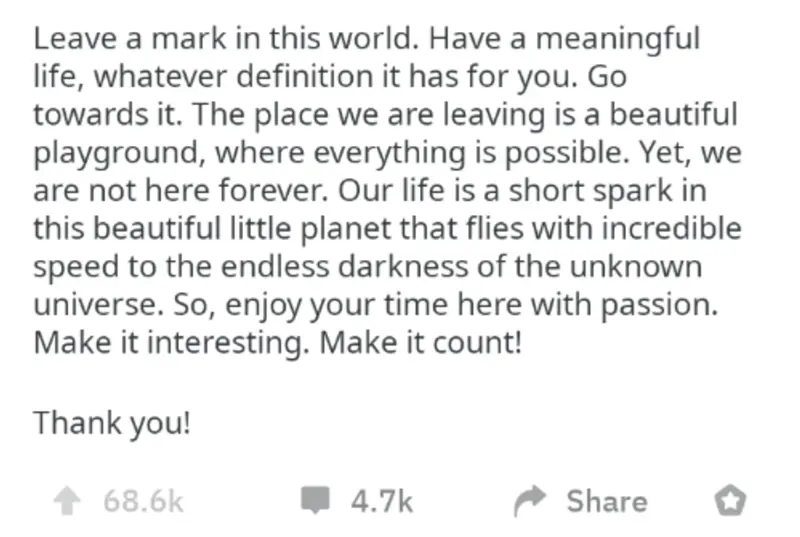 Leave a mark in this world. Have a meaningful
life, whatever definition it has for you. Go
towards it. The place we are leaving is a beautiful
playground, where everything is possible. Yet, we
are not here forever. Our life is a short spark in
this beautiful little planet that flies with incredible
speed to the endless darkness of the unknown
universe. So, enjoy your time here with passion.
Make it interesting. Make it count!
Thank you!
68.6k 4.7k Share